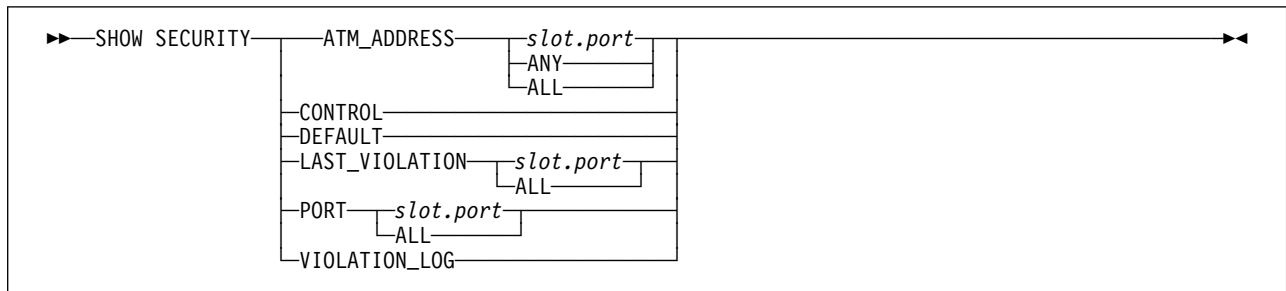 SHOW SECURITY ATM_ADDRESS slot.port
ANY
ALL
CONTROL
DEFAULT
LAST_VIOLATION slot.port
ALL
PORT slot.port
ALL
VIOLATION_LOG